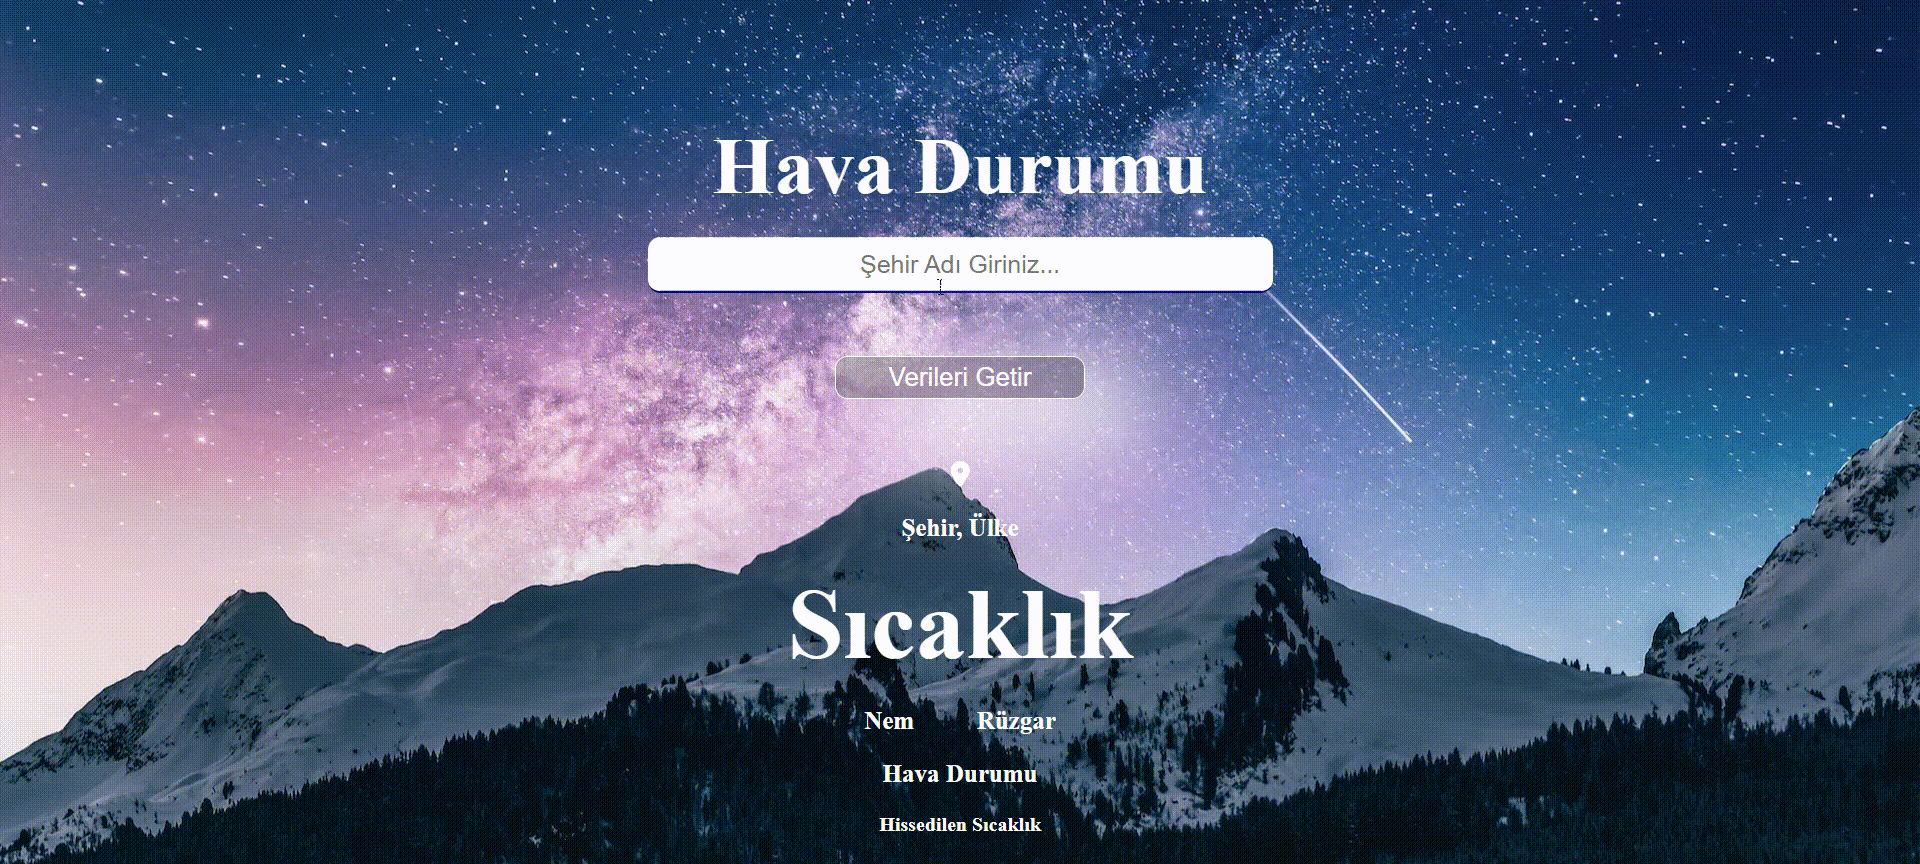 Hava Durumu
Şehir Adı Giriniz...
Verileri Getir
Şehir, Ülke
Sıcaklık
Nem Rüzgar
Hava Durumu
Hissedilen Sıcaklık